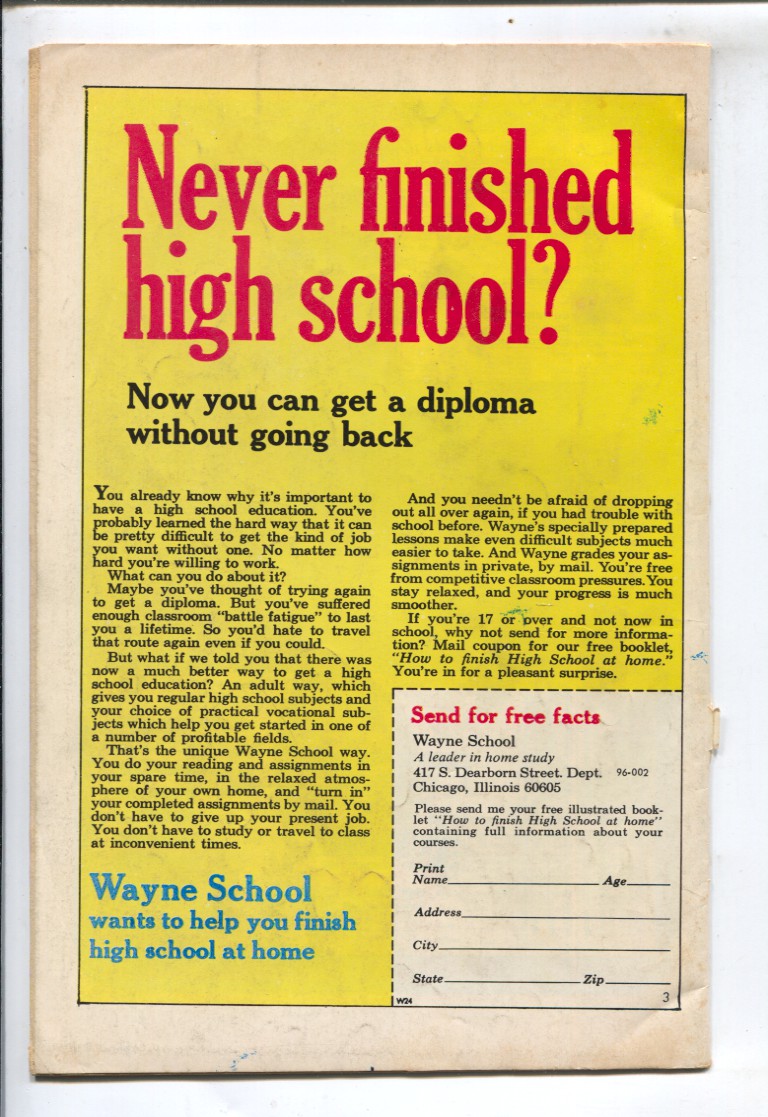 Never finished
high school?
Now you can get a diploma
without going back
You already know why it's important to
have a high school education. You've
probably learned the hard way that it can
be pretty difficult to get the kind of job
you want without one. No matter how
hard you're willing to work.
What can you do about it?
Maybe you've thought of trying again
to get a diploma. But you've suffered
enough classroom "battle fatigue" to last
you a lifetime. So you'd hate to travel
that route again even if you could.
But what if we told you that there was
now a much better way to get a high
school education? An adult way, which
gives you regular high school subjects and
your choice of practical vocational sub-
jects which help you get started in one of
a number of profitable fields.
That's the unique Wayne School way.
You do your reading and assignments in
your spare time, in the relaxed atmos-
phere of your own home, and "turn in"
your completed assignments by mail. You
don't have to give up your present job.
You don't have to study or travel to class
at inconvenient times.
Wayne School
wants to help you finish
high school at home
And you needn't be afraid of dropping
out all over again, if you had trouble with
school before. Wayne's specially prepared
lessons make even difficult subjects much
easier to take. And Wayne grades your as-
signments in private, by mail. You're free
from competitive classroom pressures. You
stay relaxed, and your progress is much
smoother.
If you're 17 or over and not now in
school, why not send for more informa-
tion? Mail coupon for our free booklet,
"How to finish High School at home."
You're in for a pleasant surprise.
Send for free facts
Wayne School
A leader in home study
417 S. Dearborn Street. Dept. 96-002
Chicago, Illinois 60605
Please send me your free illustrated book-
let "How to finish High School at home"
containing full information about your
courses.
Print
Name Age
Address
City
State Zip
W24 3